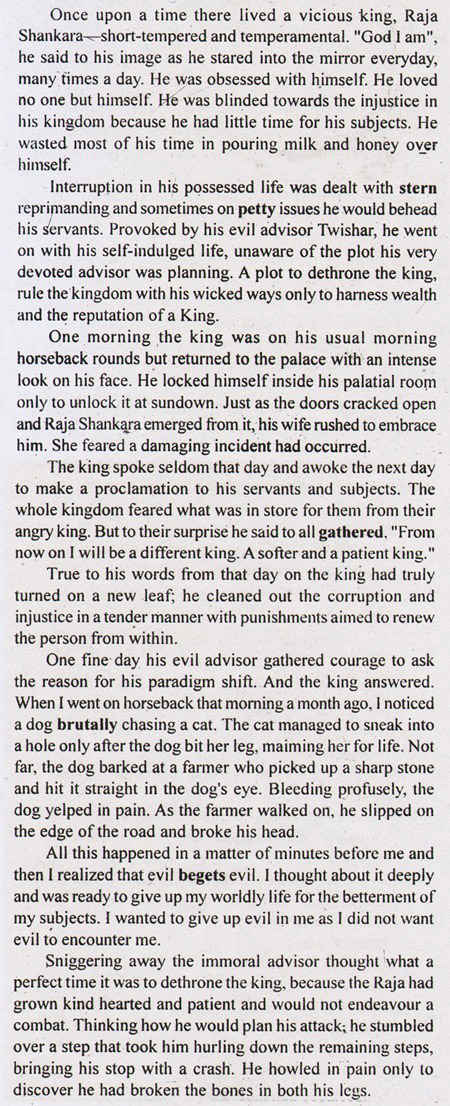 Once upon a time there lived a vicious king, Raja
Shankara—short-tempered and temperamental. "God I am",
he said to his image as he stared into the mirror everyday,
many times a day. He was obsessed with himself. He loved
no one but himself. He was blinded towards the injustice in
his kingdom because he had little time for his subjects. He
wasted most of his time in pouring milk and honey over
himself.
Interruption in his possessed life was dealt with stern
reprimanding and sometimes on petty issues he would behead
his servants. Provoked by his evil advisor Twishar, he went
on with his self-indulged life, unaware of the plot his very
devoted advisor was planning. A plot to dethrone the king,
rule the kingdom with his wicked ways only to harness wealth
and the reputation of a King.
One morning the king was on his usual morning
horseback rounds but returned to the palace with an intense
look on his face. He locked himself inside his palatial room
only to unlock it at sundown. Just as the doors cracked open
and Raja Shankara emerged from it, his wife rushed to embrace
him. She feared a damaging incident had occurred.
The king spoke seldom that day and awoke the next day
to make a proclamation to his servants and subjects. The
whole kingdom feared what was in store for them from their
angry king. But to their surprise he said to all gathered, "From
now on I will be a different king. A softer and a patient king."
True to his words from that day on the king had truly
turned on a new leaf; he cleaned out the corruption and
injustice in a tender manner with punishments aimed to renew
the person from within.
One fine day his evil advisor gathered courage to ask
the reason for his paradigm shift. And the king answered.
When I went on horseback that morning a month ago, I noticed
a dog brutally chasing a cat. The cat managed to sneak into
a hole only after the dog bit her leg, maiming her for life. Not
far, the dog barked at a farmer who picked up a sharp stone
and hit it straight in the dog's eye. Bleeding profusely, the
dog yelped in pain. As the farmer walked on, he slipped on
the edge of the road and broke his head.
All this happened in a matter of minutes before me and
then I realized that evil begets evil. I thought about it deeply
and was ready to give up my worldly life for the betterment of
my subjects. I wanted to give up evil in me as I did not want
evil to encounter me.
Sniggering away the immoral advisor thought what a
perfect time it was to dethrone the king, because the Raja had
grown kind hearted and patient and would not endeavour a
combat. Thinking how he would plan his attack; he stumbled
over a step that took him hurling down the remaining steps,
bringing his stop with a crash. He howled in pain only to
discover he had broken the bones in both his legs.